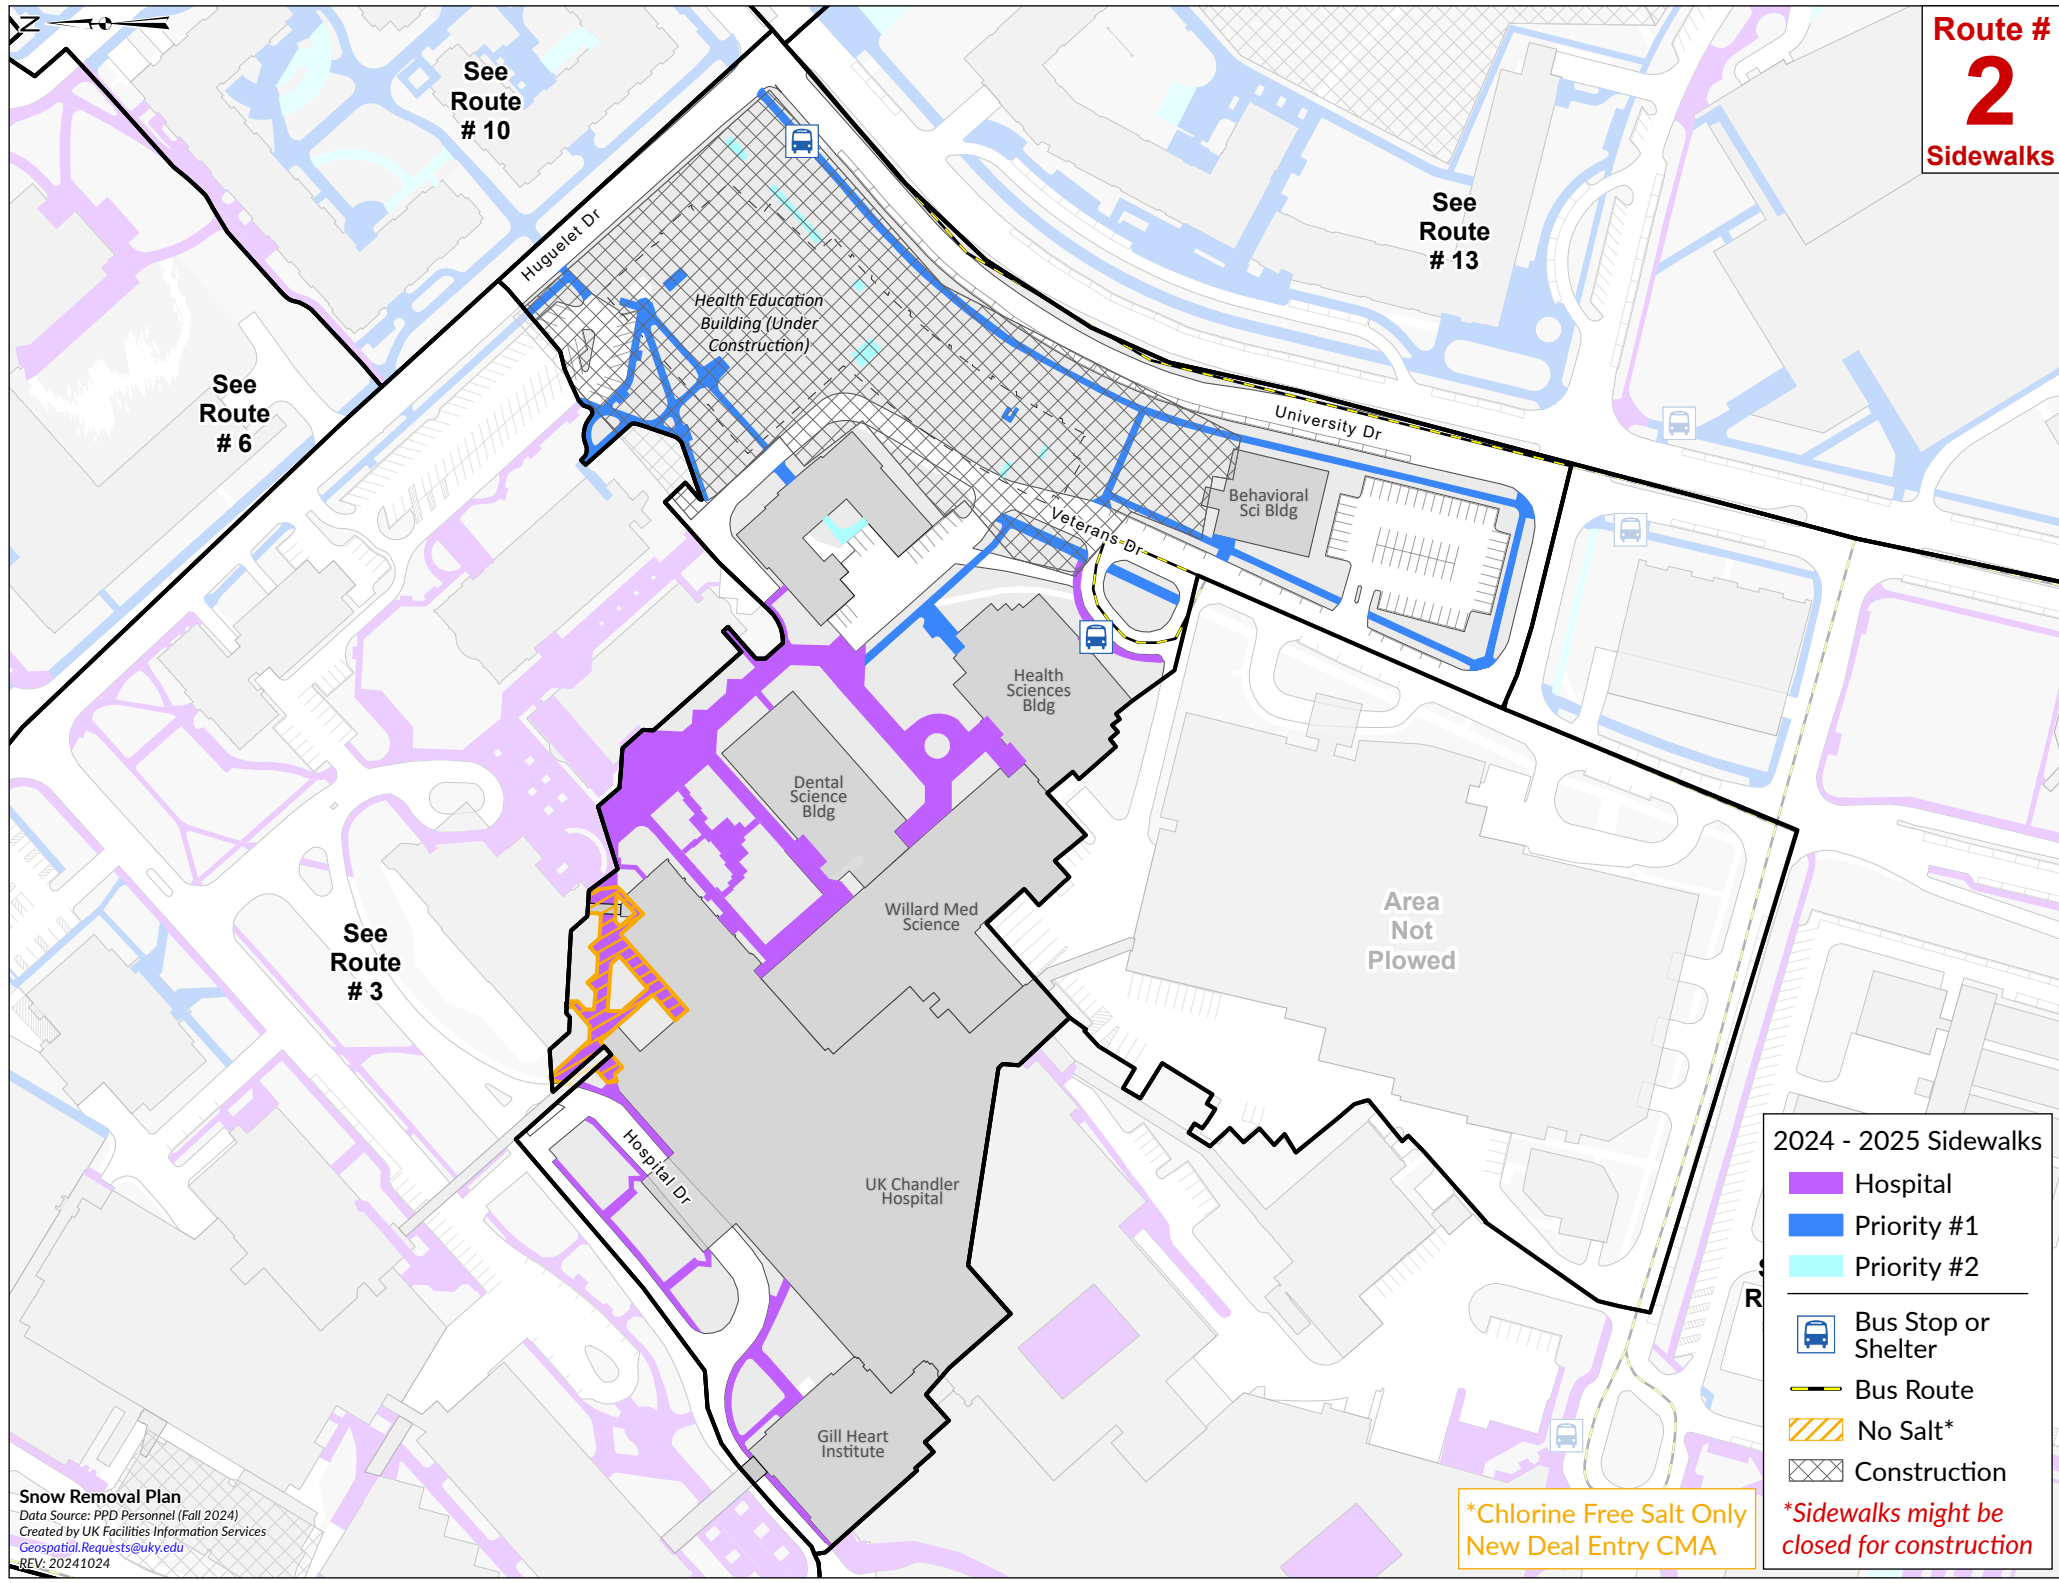 N
Route #
2
Sidewalks
See
Route
# 10
See
Route
# 13
Huguelet Dr
Health Education
Building (Under
Construction)
See
Route
# 6
University Dr
Behavioral
Sci Bldg
Veterans Dr
Health
Sciences
Bldg
Dental
Science
Bldg
Willard Med
Science
Area
Not
Plowed
See
Route
# 3
Hospital Dr
UK Chandler
Hospital
Gill Heart
Institute
2024 - 2025 Sidewalks
Hospital
Priority #1
Priority #2
Bus Stop or
Shelter
Bus Route
No Salt*
Construction
*Sidewalks might be
closed for construction
*Chlorine Free Salt Only
New Deal Entry CMA
Snow Removal Plan
Data Source: PPD Personnel (Fall 2024)
Created by UK Facilities Information Services
Geospatial.Requests@uky.edu
REV: 20241024